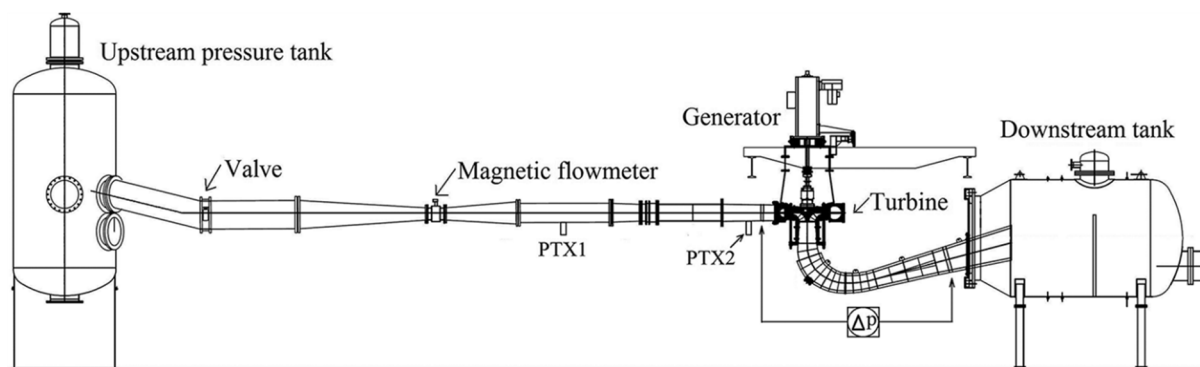 Upstream pressure tank
Valve
Magnetic flowmeter
PTX1
PTX2
Generator
Turbine
Δp
Downstream tank